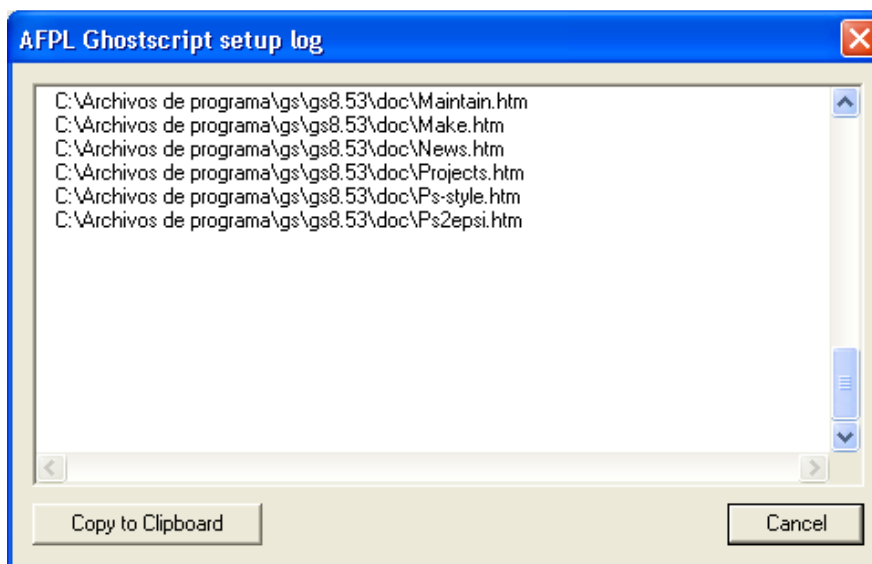 AFPL Ghostscript setup log
C:\Archivos de programa\gs\gs8.53\doc\Maintain.htm
C:\Archivos de programa\gs\gs8.53\doc\Make.htm
C:\Archivos de programa\gs\gs8.53\doc\News.htm
C:\Archivos de programa\gs\gs8.53\doc\Projects.htm
C:\Archivos de programa\gs\gs8.53\doc\Ps-style.htm
C:\Archivos de programa\gs\gs8.53\doc\Ps2epsi.htm
Copy to Clipboard
Cancel